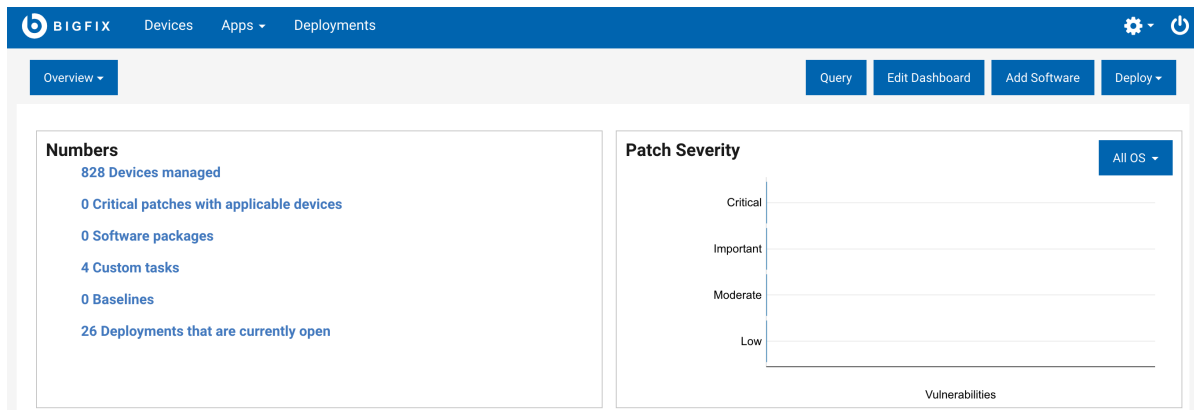 BIGFIX Devices Apps Deployments
Overview Query Edit Dashboard Add Software Deploy
Numbers
828 Devices managed
0 Critical patches with applicable devices
0 Software packages
4 Custom tasks
0 Baselines
26 Deployments that are currently open
Patch Severity
All OS
Critical
Important
Moderate
Low
Vulnerabilities